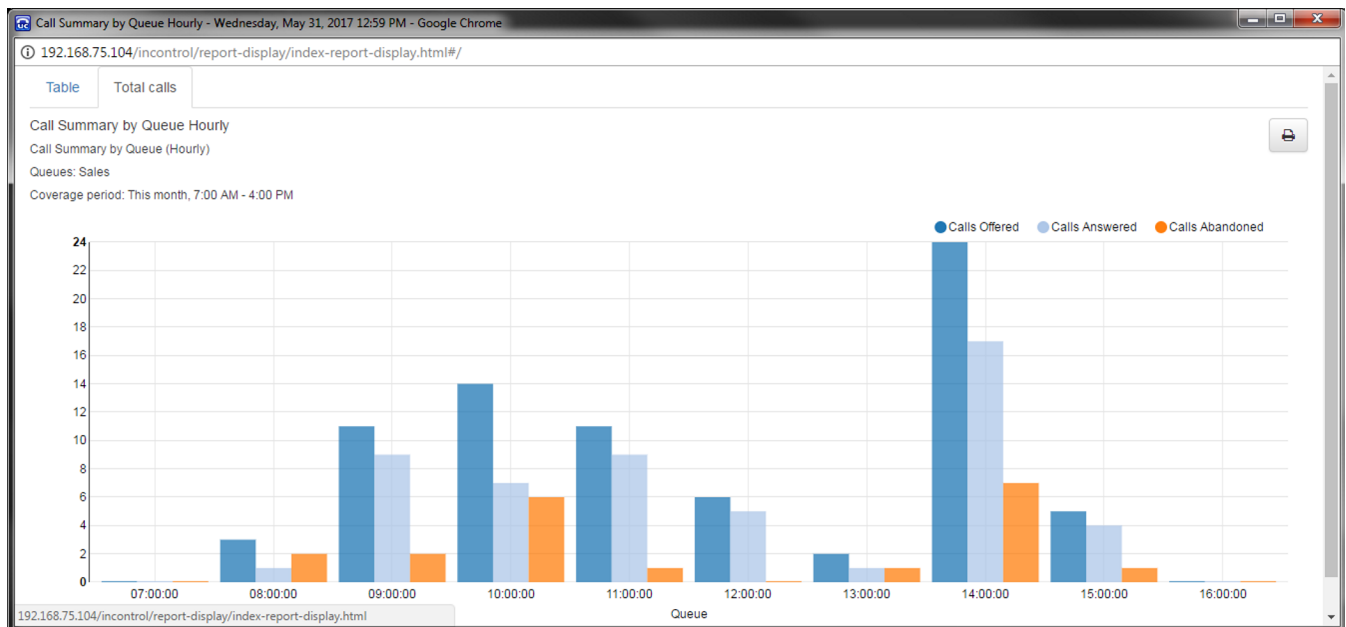 Call Summary by Queue Hourly - Wednesday, May 31, 2017 12:59 PM - Google Chrome
192.168.75.104/incontrol/report-display/index-report-display.html#/
Table Total calls
Call Summary by Queue Hourly
Call Summary by Queue (Hourly)
Queues: Sales
Coverage period: This month, 7:00 AM - 4:00 PM
Calls Offered Calls Answered Calls Abandoned
24
22
20
18
16
14
12
10
8
6
4
2
0
07:00:00 08:00:00 09:00:00 10:00:00 11:00:00 12:00:00 13:00:00 14:00:00 15:00:00 16:00:00
Queue
192.168.75.104/incontrol/report-display/index-report-display.html